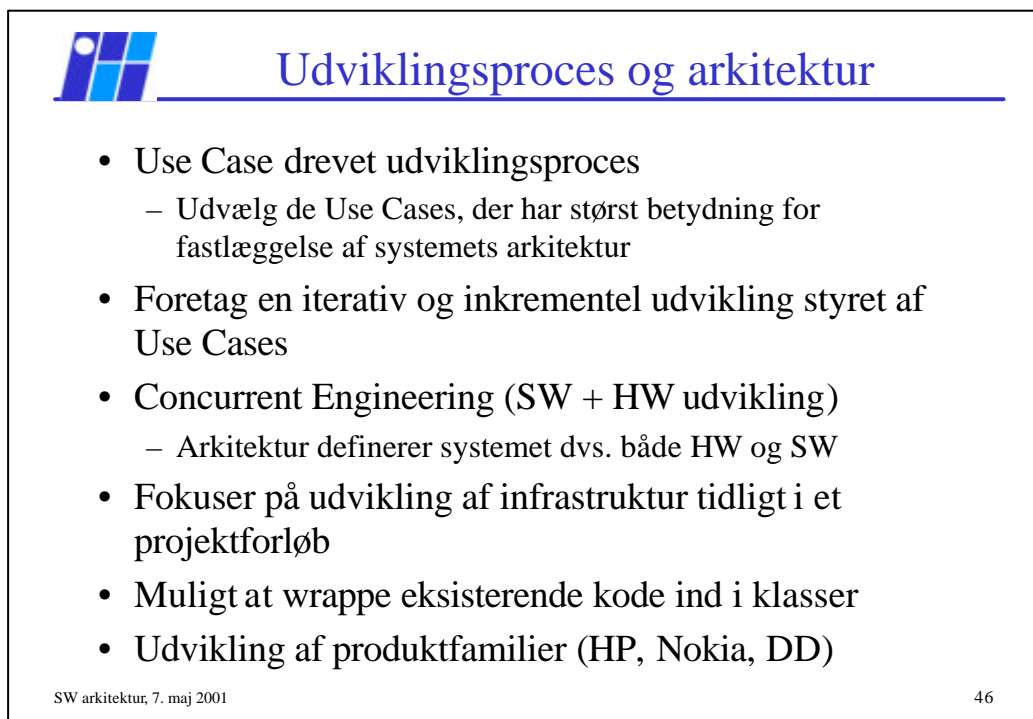 Udviklingsproces og arkitektur
• Use Case drevet udviklingsproces
– Udvælg de Use Cases, der har størst betydning for
fastlæggelse af systemets arkitektur
• Foretag en iterativ og inkrementel udvikling styret af
Use Cases
• Concurrent Engineering (SW + HW udvikling)
– Arkitektur definerer systemet dvs. både HW og SW
• Fokuser på udvikling af infrastruktur tidligt i et
projektforløb
• Muligt at wrappe eksisterende kode ind i klasser
• Udvikling af produktfamilier (HP, Nokia, DD)
SW arkitektur, 7. maj 2001 46